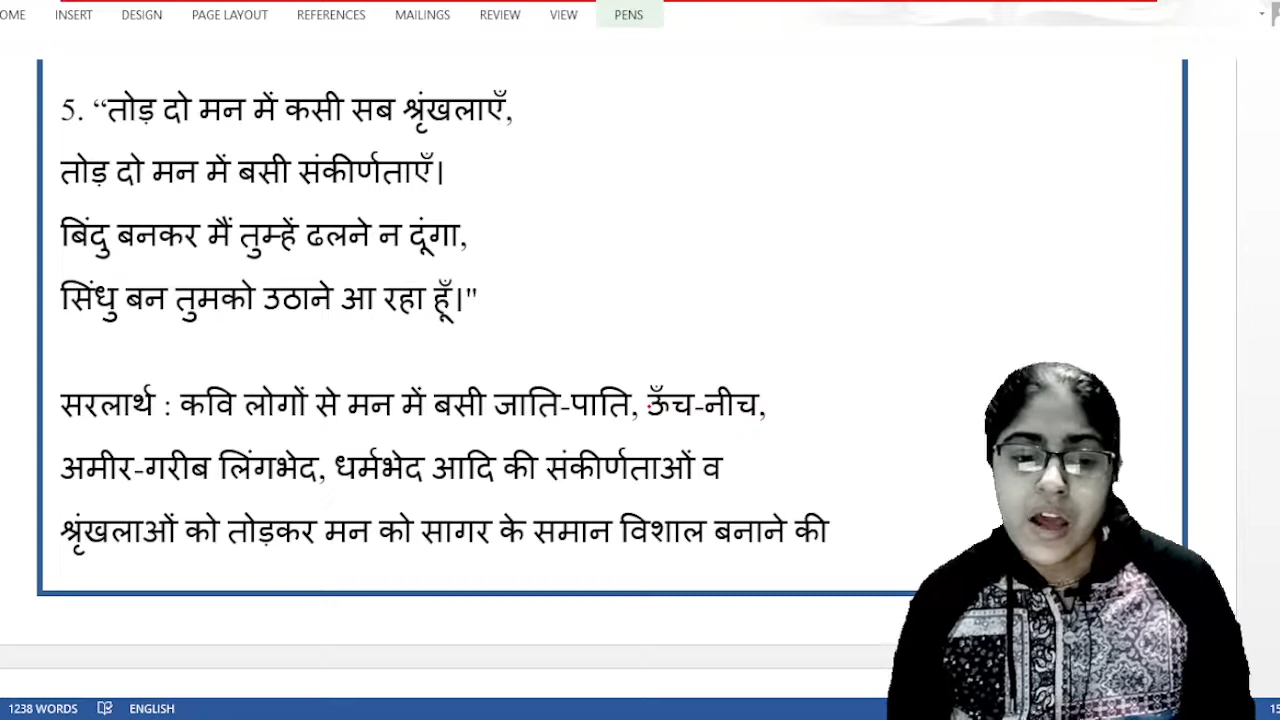 OME INSERT DESIGN PAGE LAYOUT REFERENCES MAILINGS REVIEW VIEW PENS
5. “तोड़ दो मन में कसी सब श्रृंखलाएँ,
तोड़ दो मन में बसी संकीर्णताएँ।
बिंदु बनकर मैं तुम्हें ढलने न दूंगा,
सिंधु बन तुमको उठाने आ रहा हूँ।"
सरलार्थ : कवि लोगों से मन में बसी जाति-पाति, ऊँच-नीच,
अमीर-गरीब लिंगभेद, धर्मभेद आदि की संकीर्णताओं व
श्रृंखलाओं को तोड़कर मन को सागर के समान विशाल बनाने की
1238 WORDS ENGLISH